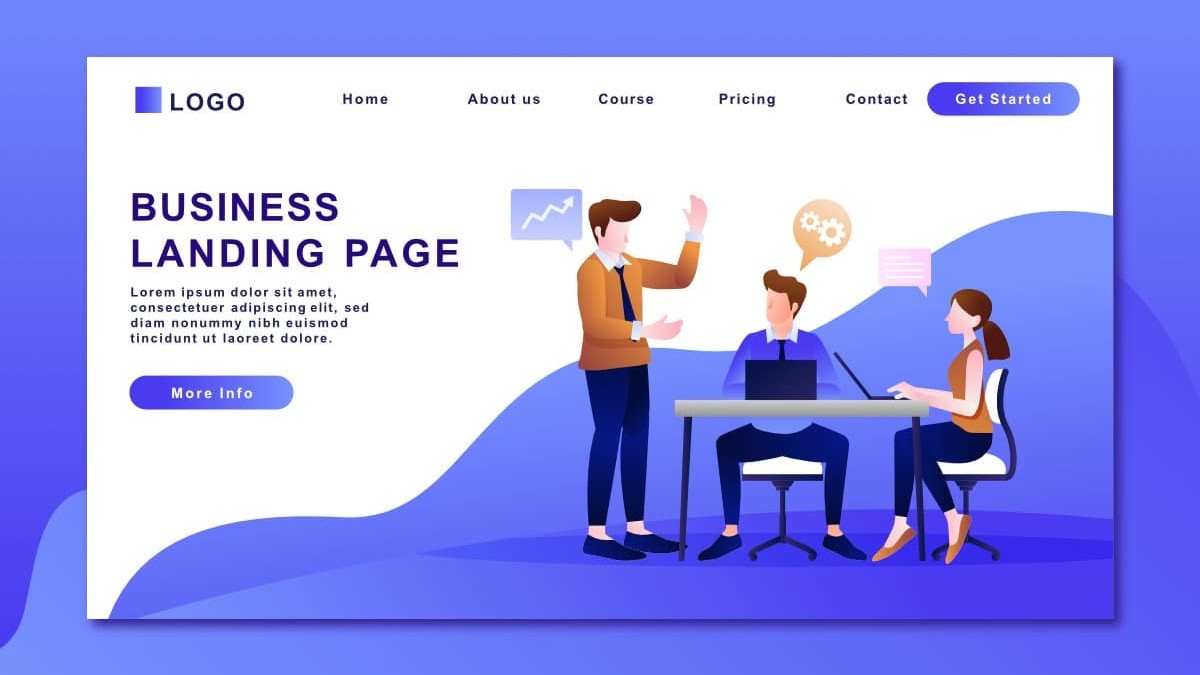 LOGO
Home
About us
Course
Pricing
Contact
Get Started
BUSINESS
LANDING PAGE
Lorem ipsum dolor sit amet,
consectetuer adipiscing elit, sed
diam nonummy nibh euismod
tincidunt ut laoreet dolore.
More Info